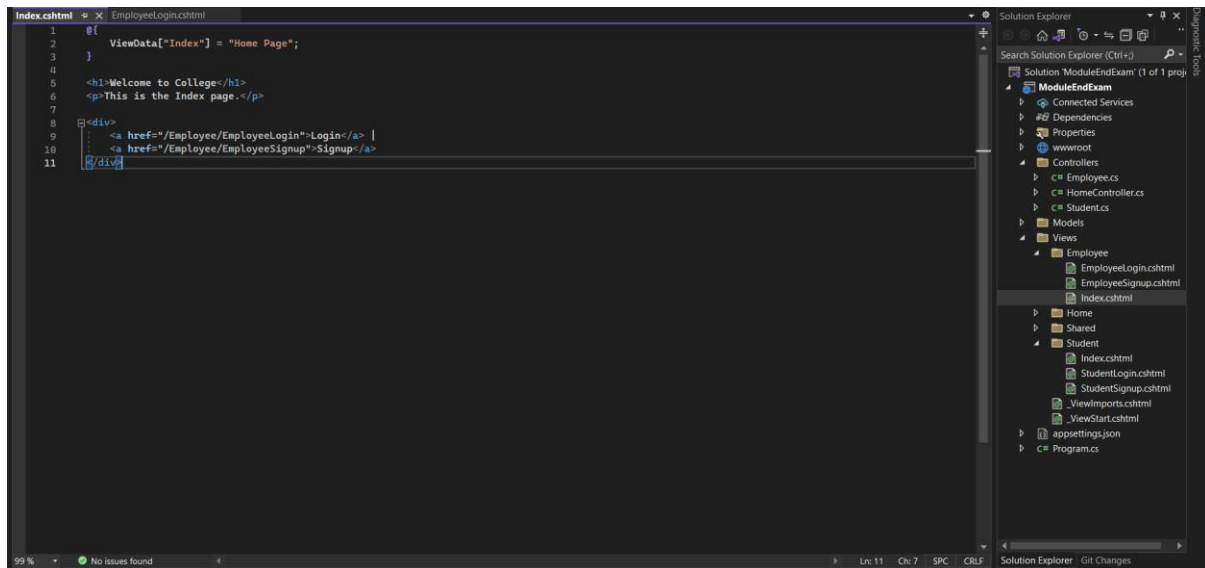 Index.cshtml
EmployeeLogin.cshtml
1 @{
2 ViewData["Index"] = "Home Page";
3 }
4
5 <h1>Welcome to College</h1>
6 <p>This is the Index page.</p>
7
8 <div>
9 <a href="/Employee/EmployeeLogin">Login</a> |
10 <a href="/Employee/EmployeeSignup">Signup</a>
11 </div>
99 %
No issues found
Ln: 11 Ch: 7 SPC CRLF
Solution Explorer
Search Solution Explorer (Ctrl+;)
Solution 'ModuleEndExam' (1 of 1 proj
ModuleEndExam
Connected Services
Dependencies
Properties
wwwroot
Controllers
C# Employee.cs
C# HomeController.cs
C# Student.cs
Models
Views
Employee
EmployeeLogin.cshtml
EmployeeSignup.cshtml
Index.cshtml
Home
Shared
Student
Index.cshtml
StudentLogin.cshtml
StudentSignup.cshtml
_ViewImports.cshtml
_ViewStart.cshtml
appsettings.json
C# Program.cs
Solution Explorer Git Changes
Diagnostic Tools